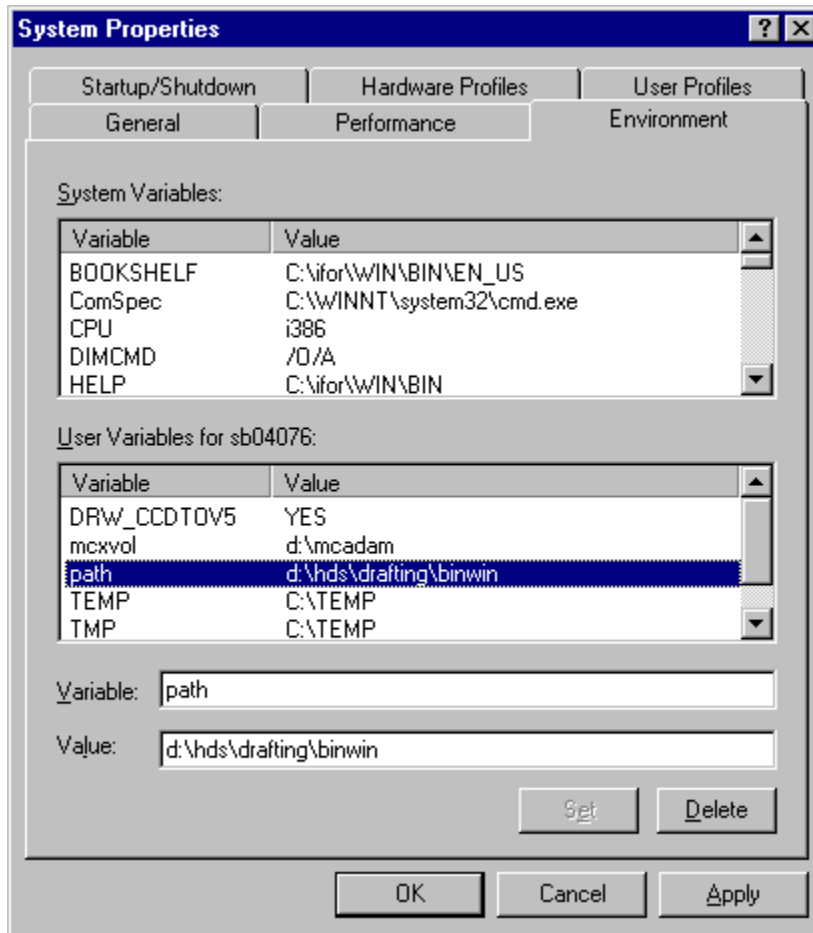 System Properties
Startup/Shutdown Hardware Profiles User Profiles
General Performance Environment
System Variables:
Variable Value
BOOKSHELF C:\ifor\WIN\BIN\EN_US
ComSpec C:\WINNT\system32\cmd.exe
CPU i386
DIMCMD /O/A
HELP C:\ifor\WIN\BIN
User Variables for sb04076:
Variable Value
DRW_CCDTOV5 YES
mcxvol d:\mcadam
path d:\hds\drafting\binwin
TEMP C:\TEMP
TMP C:\TEMP
Variable: path
Value: d:\hds\drafting\binwin
Set Delete
OK Cancel Apply